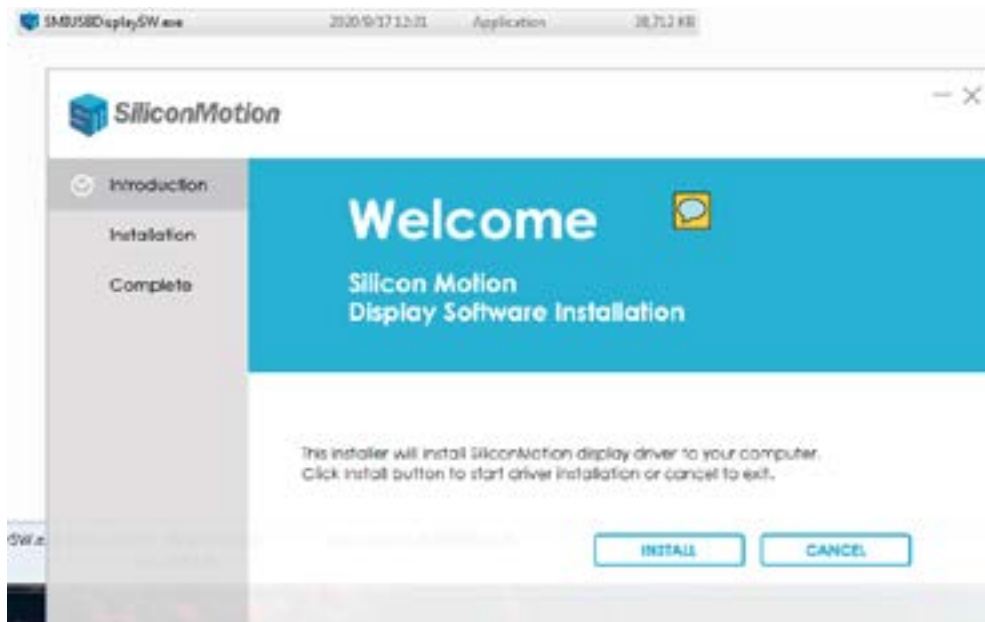 SMIUSBDisplaySW.exe 2020/9/17 12:31 Application 38,712 KB
SiliconMotion
Introduction
Welcome
Installation
Silicon Motion
Complete
Display Software Installation
This installer will install SiliconMotion display driver to your computer.
Click Install button to start driver installation or cancel to exit.
SW.e
INSTALL
CANCEL